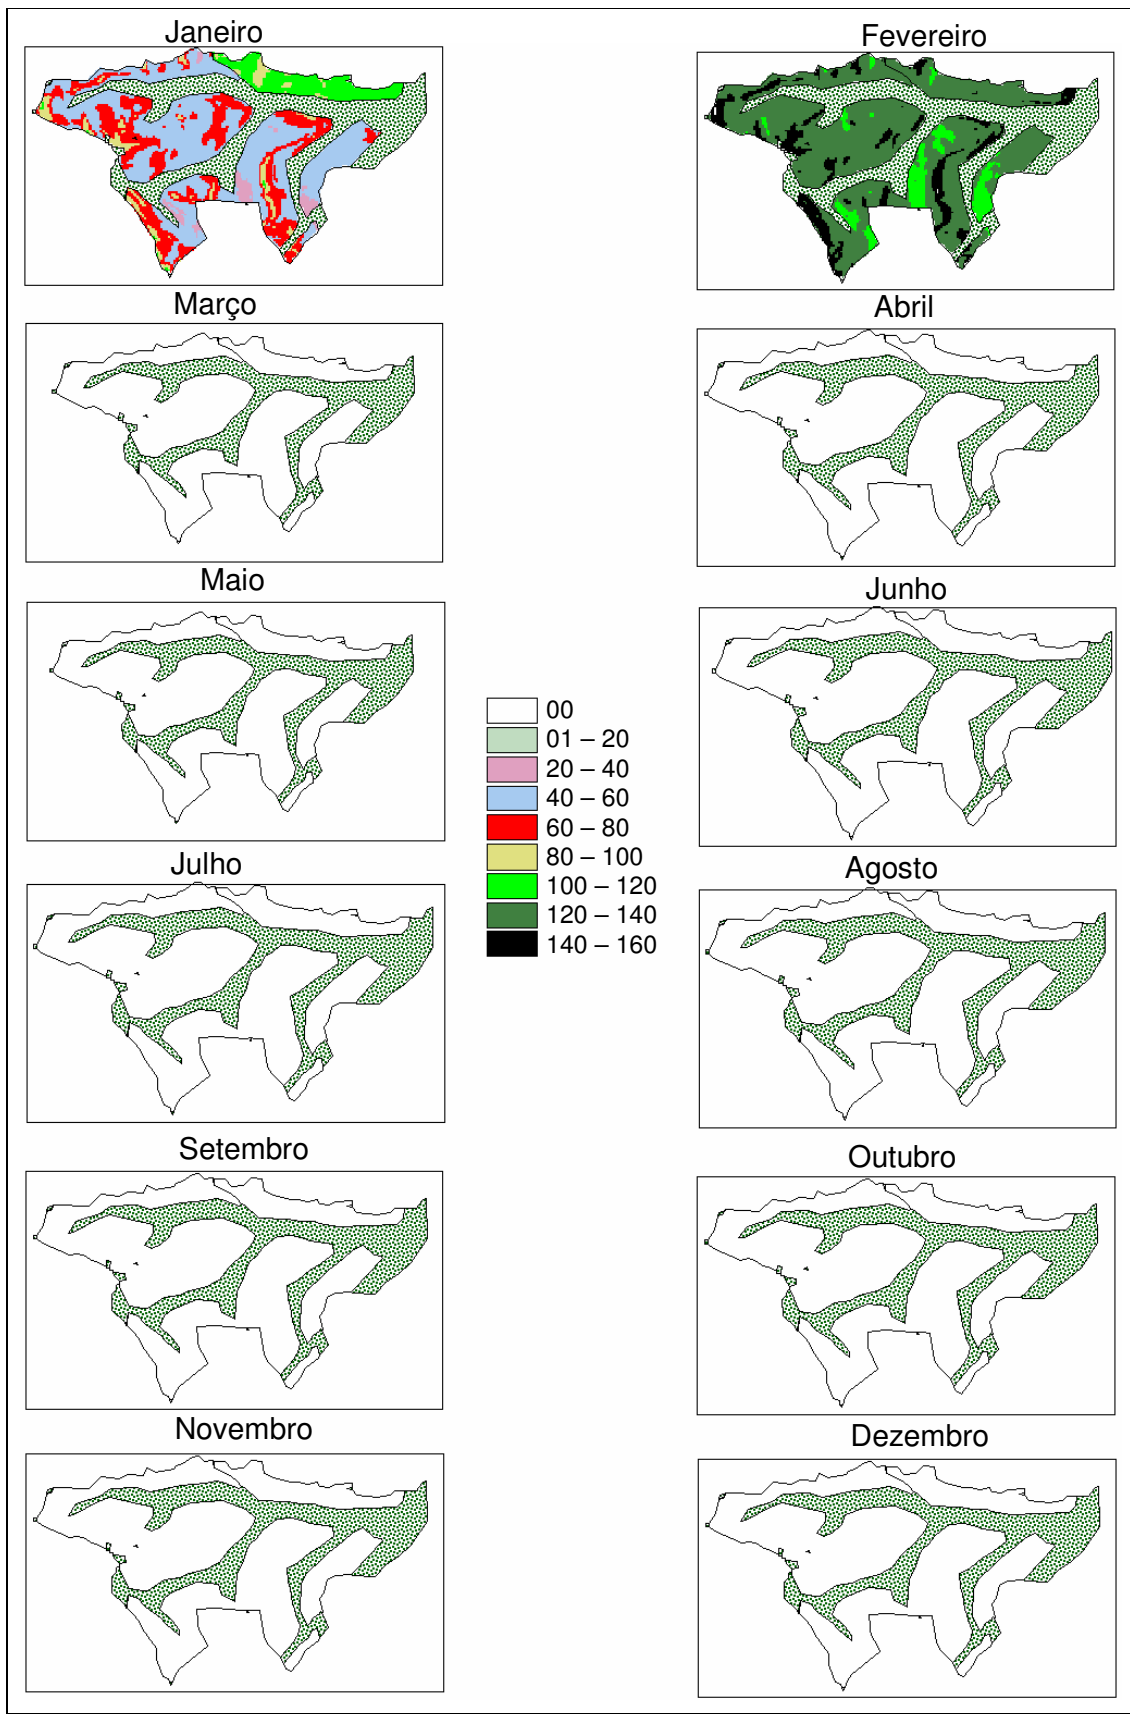 Janeiro
Fevereiro
Março
Abril
Maio
Junho
00
01 – 20
20 – 40
40 – 60
60 – 80
80 – 100
100 – 120
120 – 140
140 – 160
Julho
Agosto
Setembro
Outubro
Novembro
Dezembro